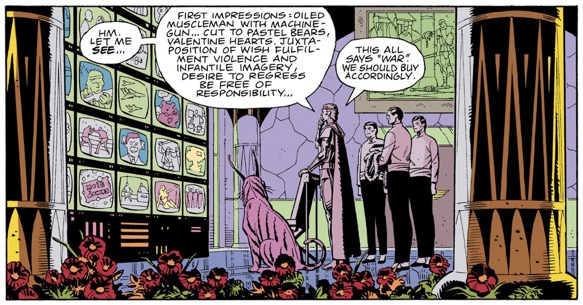 HM.
LET ME
SEE...
FIRST IMPRESSIONS: OILED
MUSCLEMAN WITH MACHINE-
GUN... CUT TO PASTEL BEARS,
VALENTINE HEARTS. JUXTA-
POSITION OF WISH FULFIL-
MENT VIOLENCE AND
INFANTILE IMAGERY,
DESIRE TO REGRESS,
BE FREE OF
RESPONSIBILITY...
THIS ALL
SAYS "WAR."
WE SHOULD BUY
ACCORDINGLY.